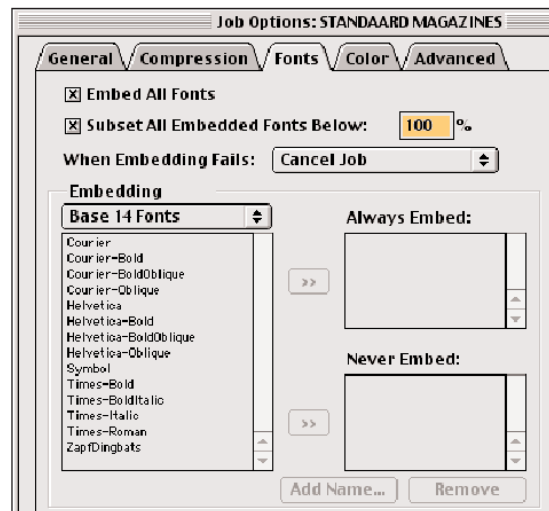 Job Options: STANDAARD MAGAZINES
General Compression Fonts Color Advanced
Embed All Fonts
Subset All Embedded Fonts Below: 100 %
When Embedding Fails: Cancel Job
Embedding
Base 14 Fonts
Courier
Courier-Bold
Courier-BoldOblique
Courier-Oblique
Helvetica
Helvetica-Bold
Helvetica-BoldOblique
Helvetica-Oblique
Symbol
Times-Bold
Times-BoldItalic
Times-Italic
Times-Roman
ZapfDingbats
Always Embed:
>>
Never Embed:
>>
Add Name... Remove